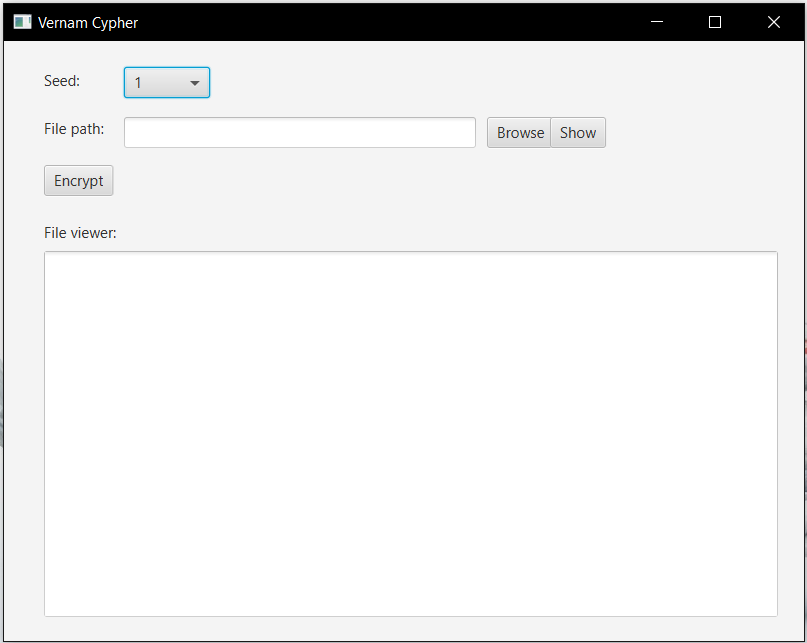 Vernam Cypher
Seed: 1
File path: Browse Show
Encrypt
File viewer: